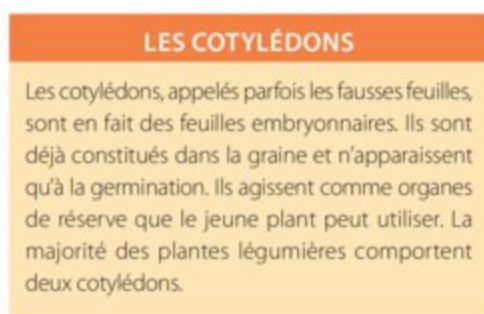 LES COTYLÉDONS
Les cotylédons, appelés parfois les fausses feuilles,
sont en fait des feuilles embryonnaires. Ils sont
déjà constitués dans la graine et n'apparaissent
qu'à la germination. Ils agissent comme organes
de réserve que le jeune plant peut utiliser. La
majorité des plantes légumières comportent
deux cotylédons.